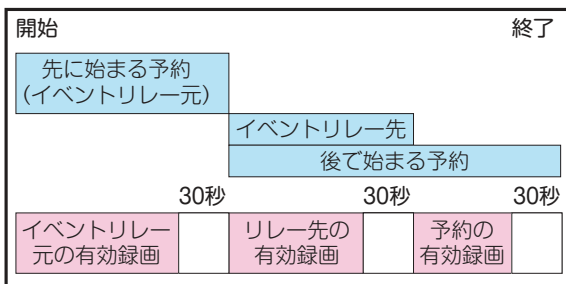 開始 終了
先に始まる予約
（イベントリレー元）
イベントリレー先
後で始まる予約
30秒 30秒 30秒
イベントリレー
元の有効録画
リレー先の
有効録画
予約の
有効録画